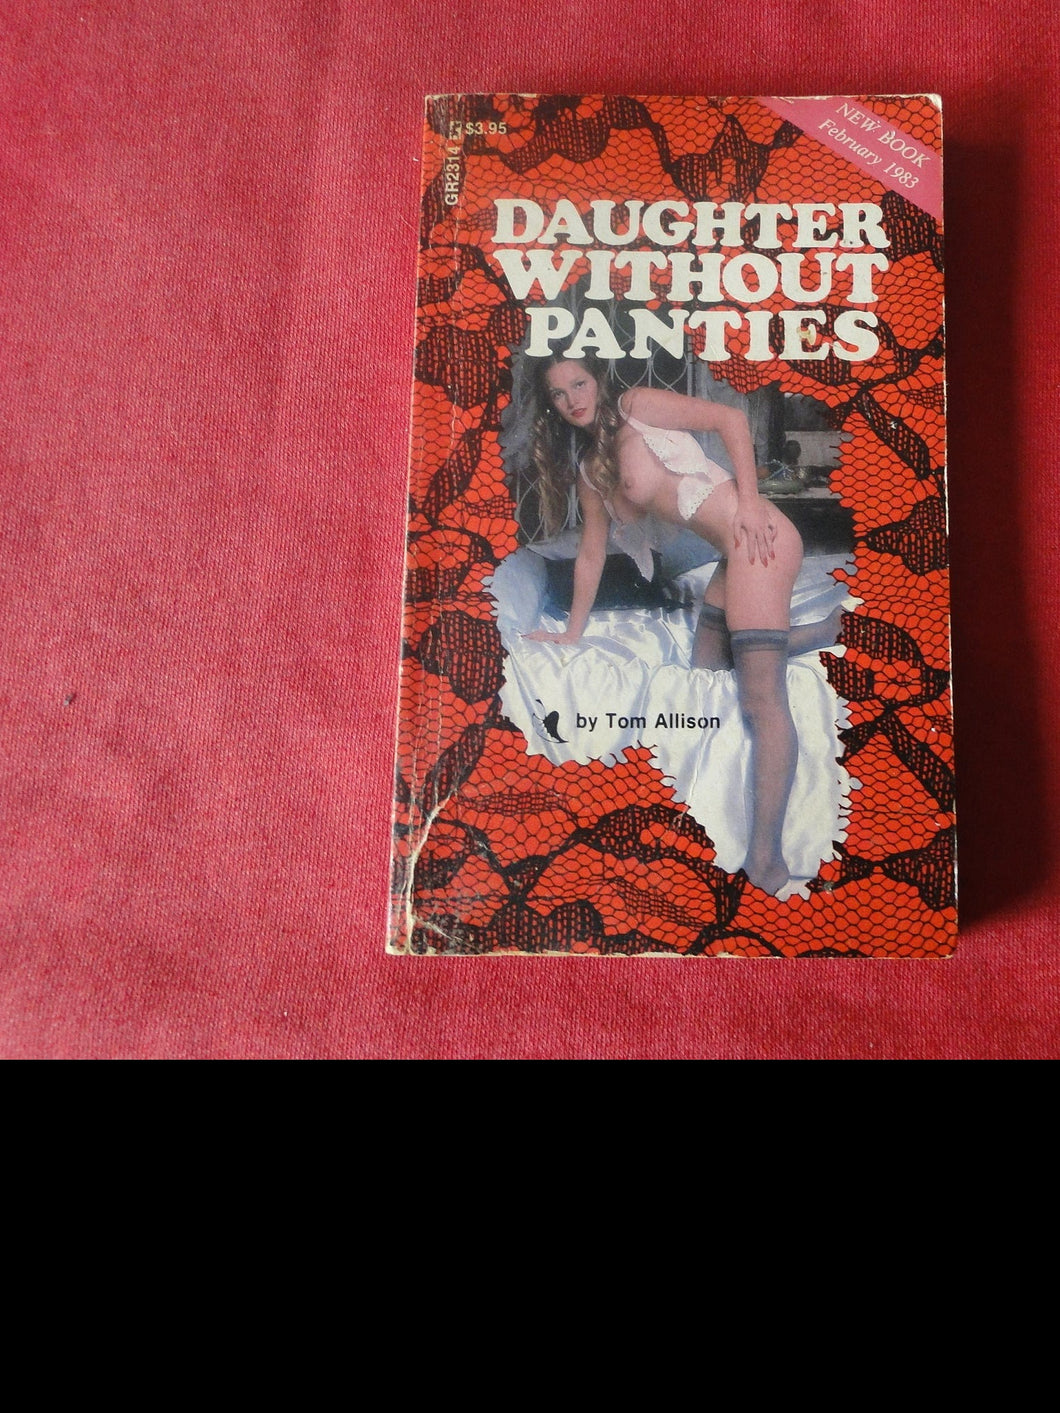 GR2314
$3.95
NEW BOOK
February 1983
DAUGHTER
WITHOUT
PANTIES
by Tom Allison